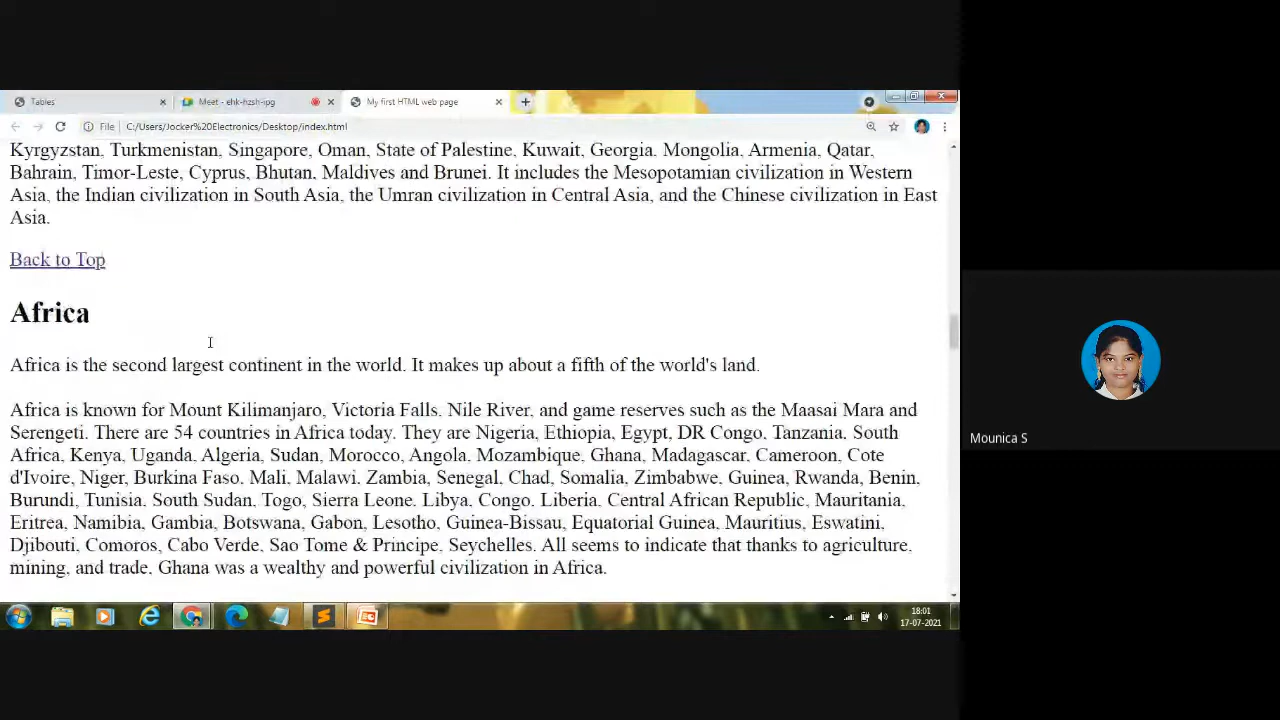 Tables
Meet - ehk-hzsh-ipg
My first HTML web page
File
C:/Users/Jocker%20Electronics/Desktop/index.html
Kyrgyzstan, Turkmenistan, Singapore, Oman, State of Palestine, Kuwait, Georgia. Mongolia, Armenia, Qatar,
Bahrain, Timor-Leste, Cyprus, Bhutan, Maldives and Brunei. It includes the Mesopotamian civilization in Western
Asia, the Indian civilization in South Asia, the Umran civilization in Central Asia, and the Chinese civilization in East
Asia.
Back to Top
Africa
Africa is the second largest continent in the world. It makes up about a fifth of the world's land.
Africa is known for Mount Kilimanjaro, Victoria Falls. Nile River, and game reserves such as the Maasai Mara and
Serengeti. There are 54 countries in Africa today. They are Nigeria, Ethiopia, Egypt, DR Congo, Tanzania. South
Africa, Kenya, Uganda. Algeria, Sudan, Morocco, Angola. Mozambique, Ghana, Madagascar, Cameroon, Cote
d'Ivoire, Niger, Burkina Faso. Mali, Malawi. Zambia, Senegal, Chad, Somalia, Zimbabwe, Guinea, Rwanda, Benin,
Burundi, Tunisia. South Sudan, Togo, Sierra Leone. Libya, Congo. Liberia, Central African Republic, Mauritania,
Eritrea, Namibia, Gambia, Botswana, Gabon, Lesotho, Guinea-Bissau, Equatorial Guinea, Mauritius, Eswatini,
Djibouti, Comoros, Cabo Verde, Sao Tome & Principe, Seychelles. All seems to indicate that thanks to agriculture,
mining, and trade, Ghana was a wealthy and powerful civilization in Africa.
18:01
17-07-2021
Mounica S